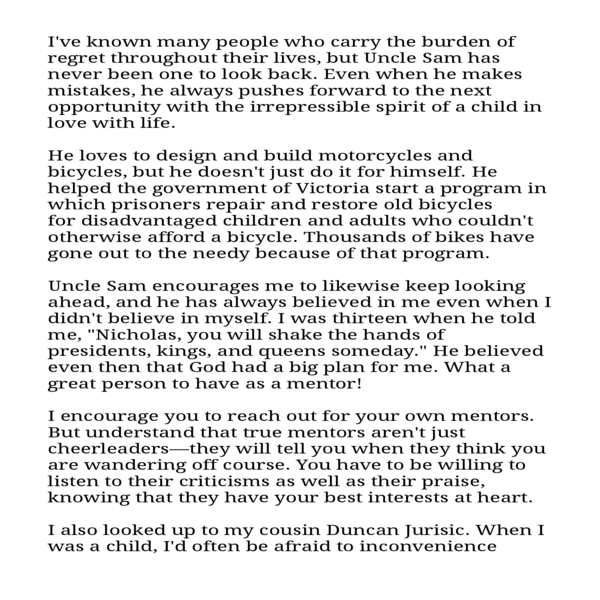 I've known many people who carry the burden of
regret throughout their lives, but Uncle Sam has
never been one to look back. Even when he makes
mistakes, he always pushes forward to the next
opportunity with the irrepressible spirit of a child in
love with life.
He loves to design and build motorcycles and
bicycles, but he doesn't just do it for himself. He
helped the government of Victoria start a program in
which prisoners repair and restore old bicycles
for disadvantaged children and adults who couldn't
otherwise afford a bicycle. Thousands of bikes have
gone out to the needy because of that program.
Uncle Sam encourages me to likewise keep looking
ahead, and he has always believed in me even when I
didn't believe in myself. I was thirteen when he told
me, "Nicholas, you will shake the hands of
presidents, kings, and queens someday." He believed
even then that God had a big plan for me. What a
great person to have as a mentor!
I encourage you to reach out for your own mentors.
But understand that true mentors aren't just
cheerleaders—they will tell you when they think you
are wandering off course. You have to be willing to
listen to their criticisms as well as their praise,
knowing that they have your best interests at heart.
I also looked up to my cousin Duncan Jurisic. When I
was a child, I'd often be afraid to inconvenience